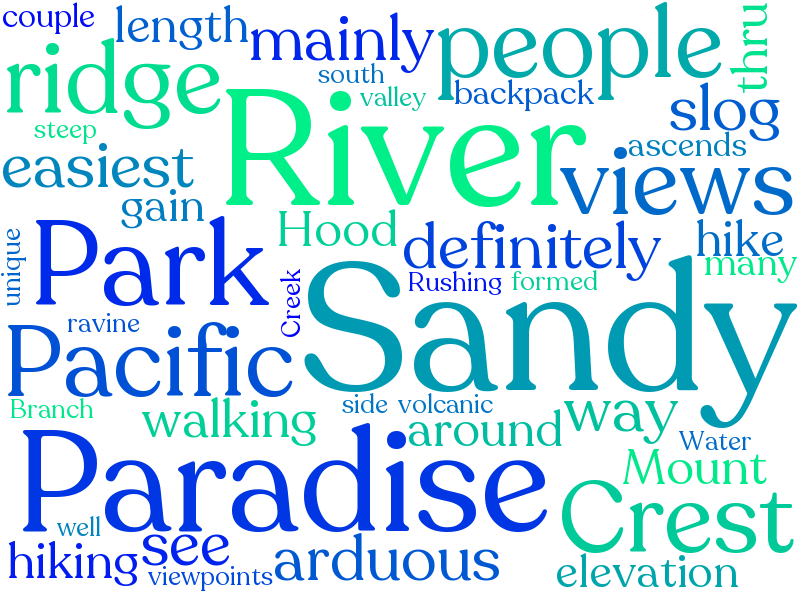 couple
length
mainly
people
thru
ridge
south
valley
backpack
slog
steep
River
ascends
easiest
views
gain
unique
Park
Hood
definitely
hike
many
Rushing
formed
Creek
Sandy
ravine
Pacific
Branch
walking
side
volcanic
around
way
Water
Paradise
Mount
Crest
well
see
hiking
viewpoints
arduous
elevation